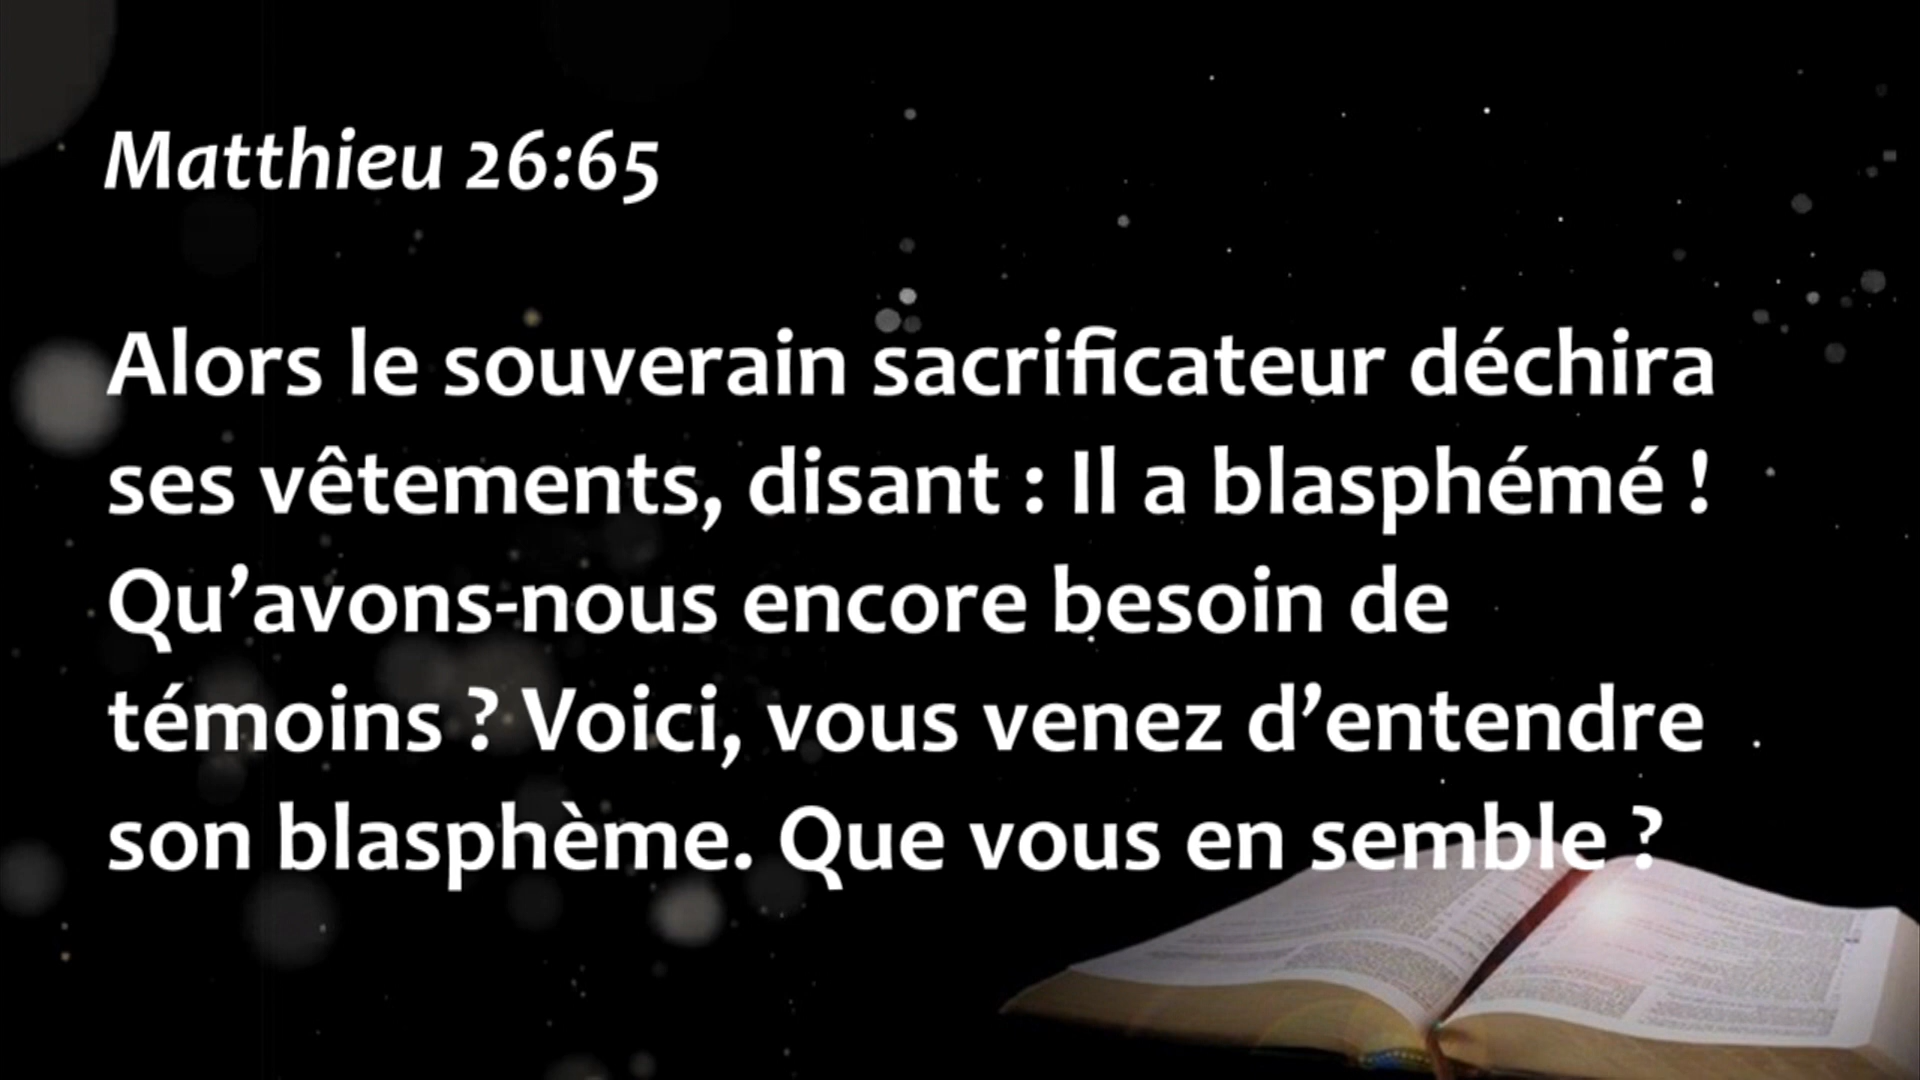 Matthieu 26:65
Alors le souverain sacrificateur déchira
ses vêtements, disant : Il a blasphémé !
Qu’avons-nous encore besoin de
témoins ? Voici, vous venez d’entendre
son blasphème. Que vous en semble ?